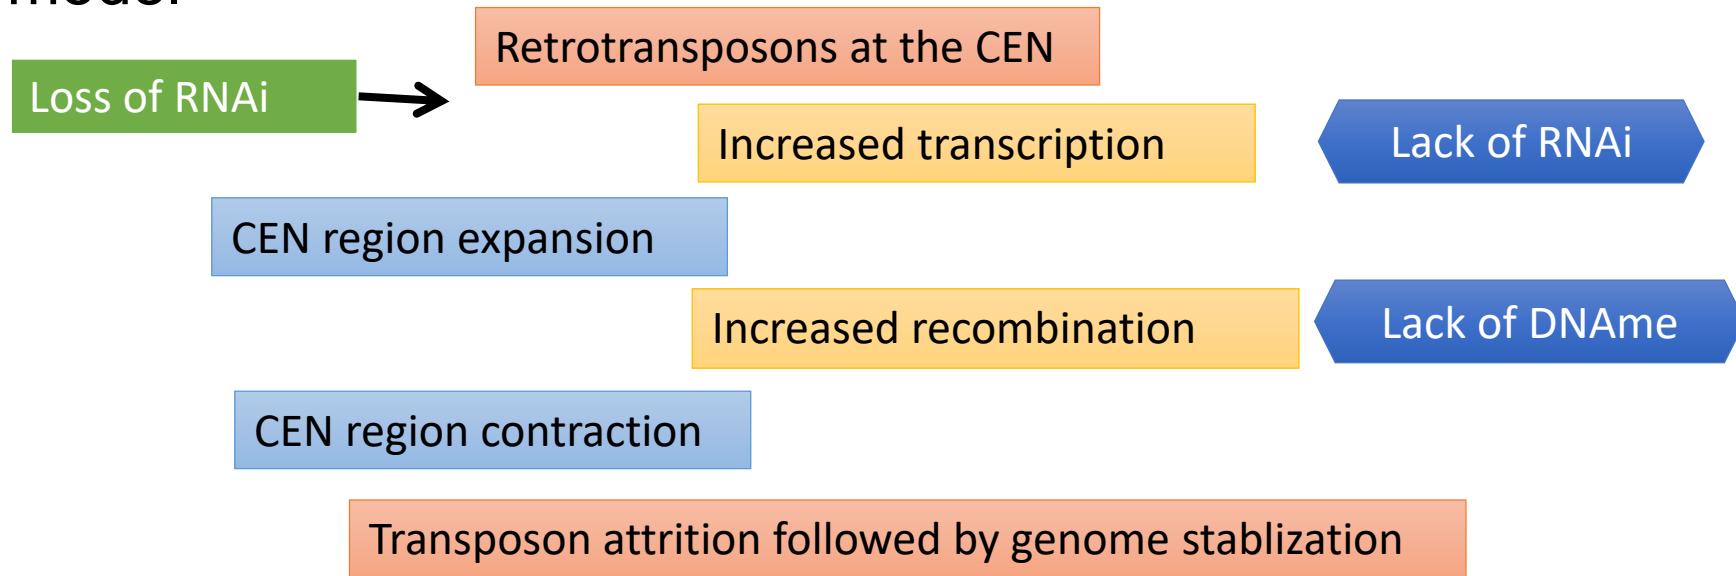 Retrotransposons at the CEN
Loss of RNAi
Increased transcription
Lack of RNAi
CEN region expansion
Increased recombination
Lack of DNAme
CEN region contraction
Transposon attrition followed by genome stablization